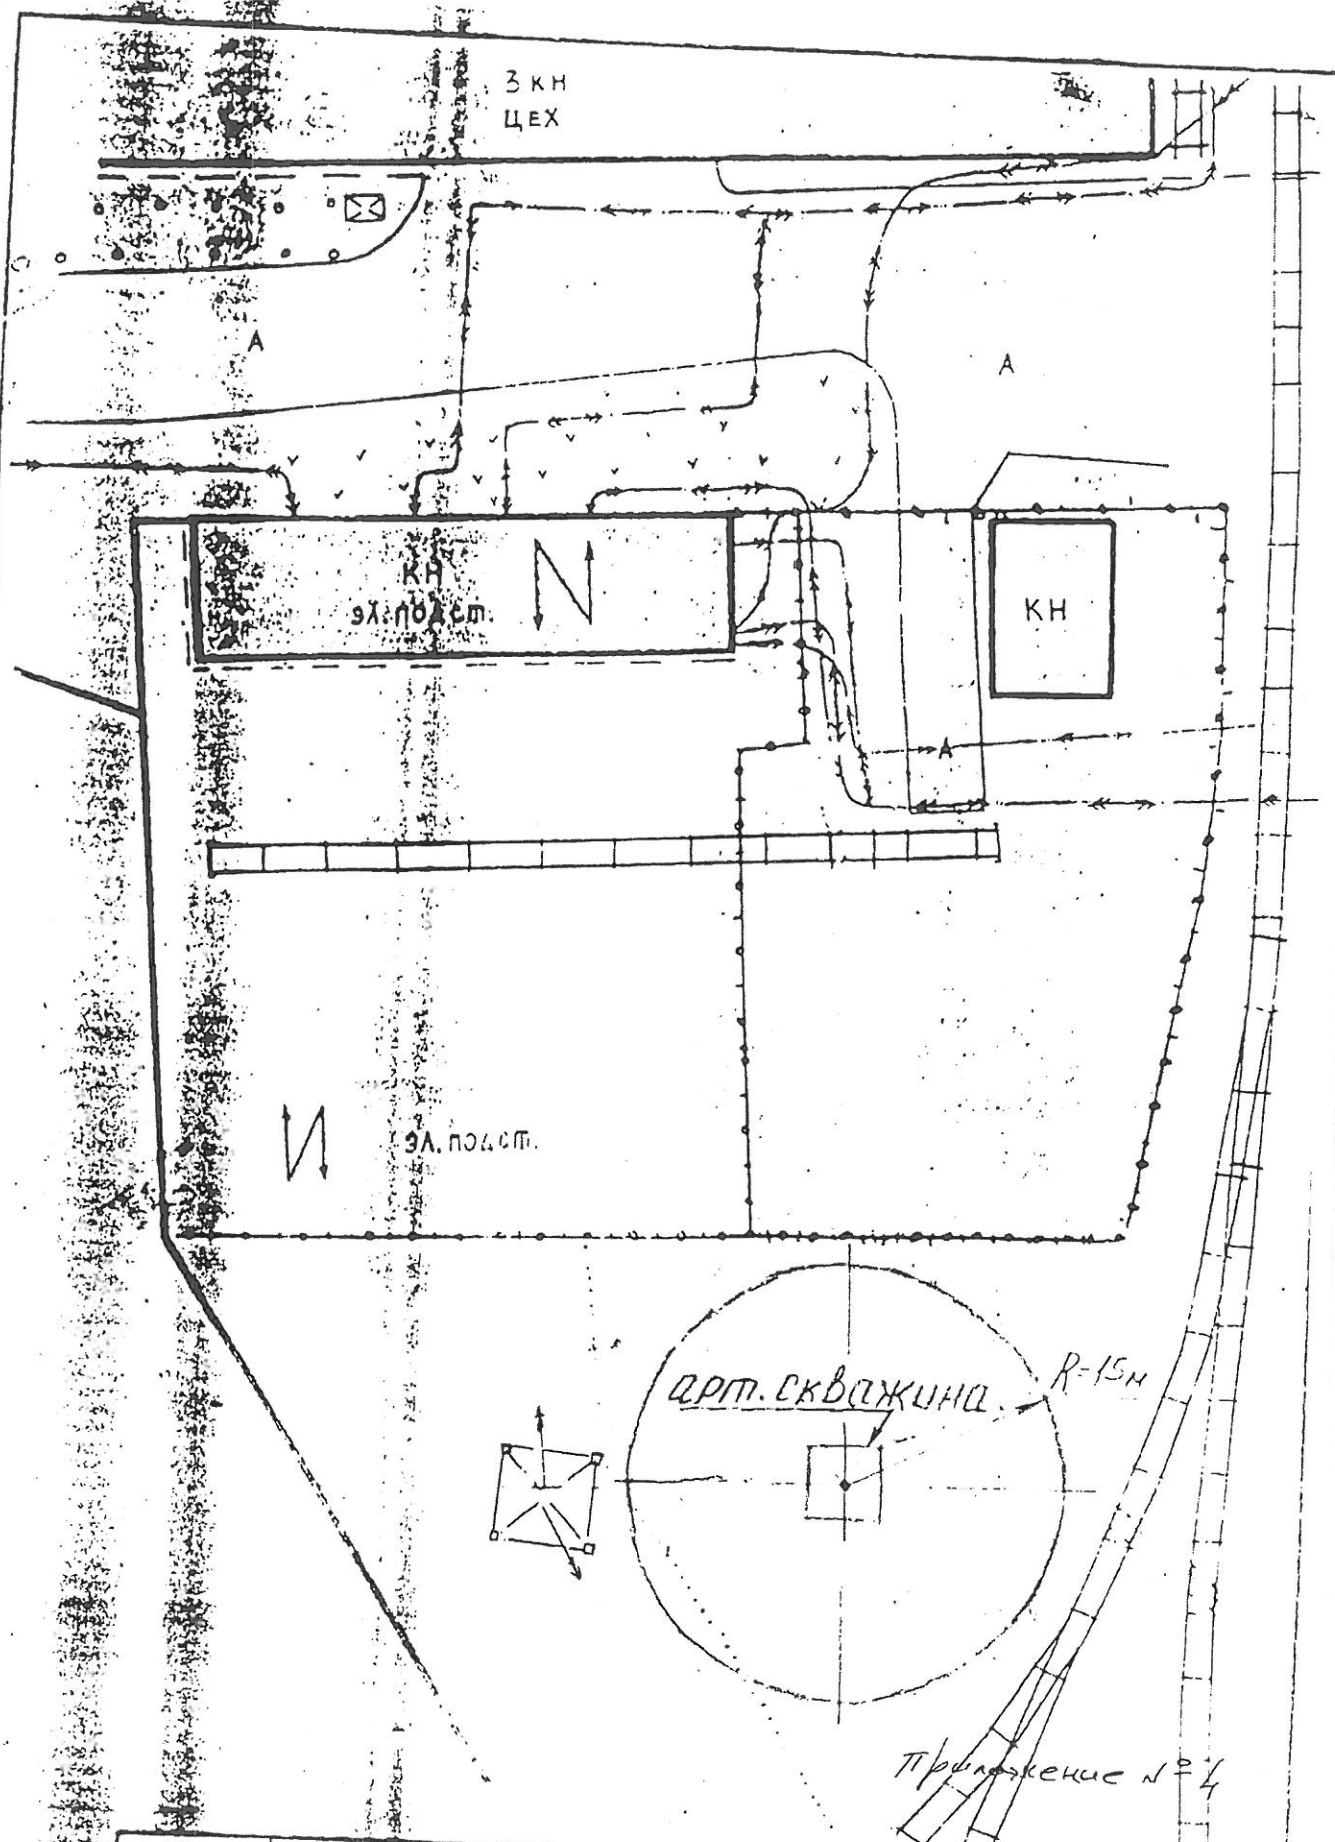 3 КН
ЦЕХ
А
А
КН
эл. подст.
КН
А
эл. подст.
арт. скважина
R=15м
Приложение №4